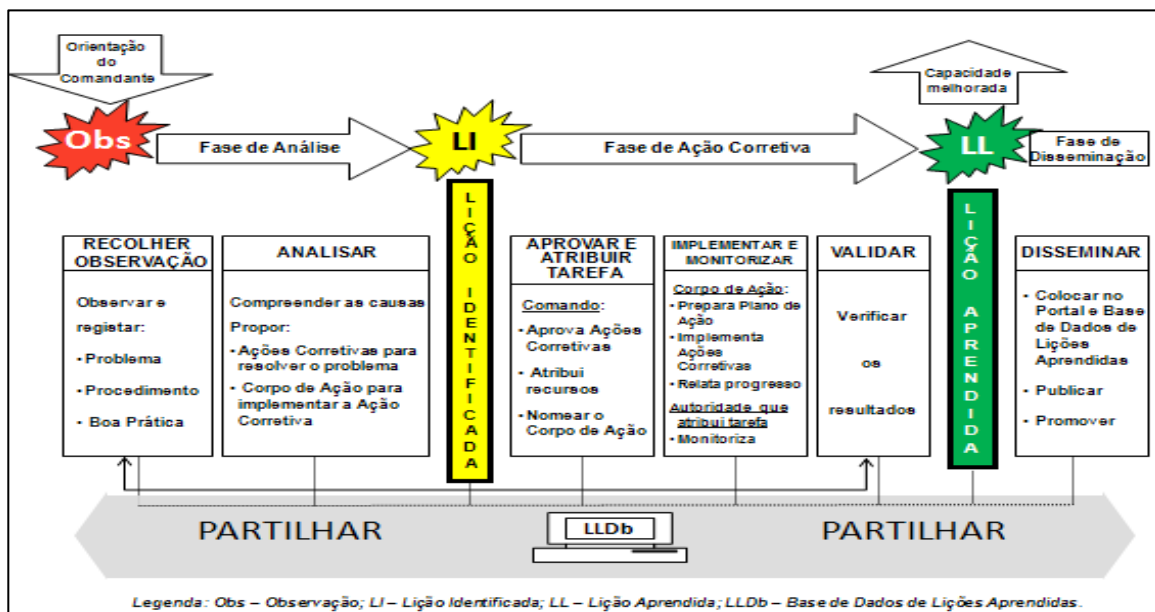 Orientação
do
Comandante
Capacidade
melhorada
Obs
Fase de Análise
LI
Fase de Ação Corretiva
LL
Fase de
Disseminação
RECOLHER
OBSERVAÇÃO
Observar e
registar:
• Problema
• Procedimento
• Boa Prática
ANALISAR
Compreender as causas
Propor:
• Ações Corretivas para
resolver o problema
• Corpo de Ação para
implementar a Ação
Corretiva
LIÇÃO IDENTIFICADA
APROVAR E
ATRIBUIR
TAREFA
Comando:
• Aprova Ações
Corretivas
• Atribui
recursos
• Nomear o
Corpo de Ação
IMPLEMENTAR E
MONITORIZAR
Corpo de Ação:
• Prepara Plano de
Ação
• Implementa
Ações
Corretivas
• Relata progresso
Autoridade que
atribui tarefa
• Monitoriza
VALIDAR
Verificar
os
resultados
LIÇÃO APRENDIDA
DISSEMINAR
• Colocar no
Portal e Base
de Dados de
Lições
Aprendidas
• Publicar
• Promover
PARTILHAR
LLDb
PARTILHAR
Legenda: Obs – Observação; LI – Lição Identificada; LL – Lição Aprendida; LLDb – Base de Dados de Lições Aprendidas.